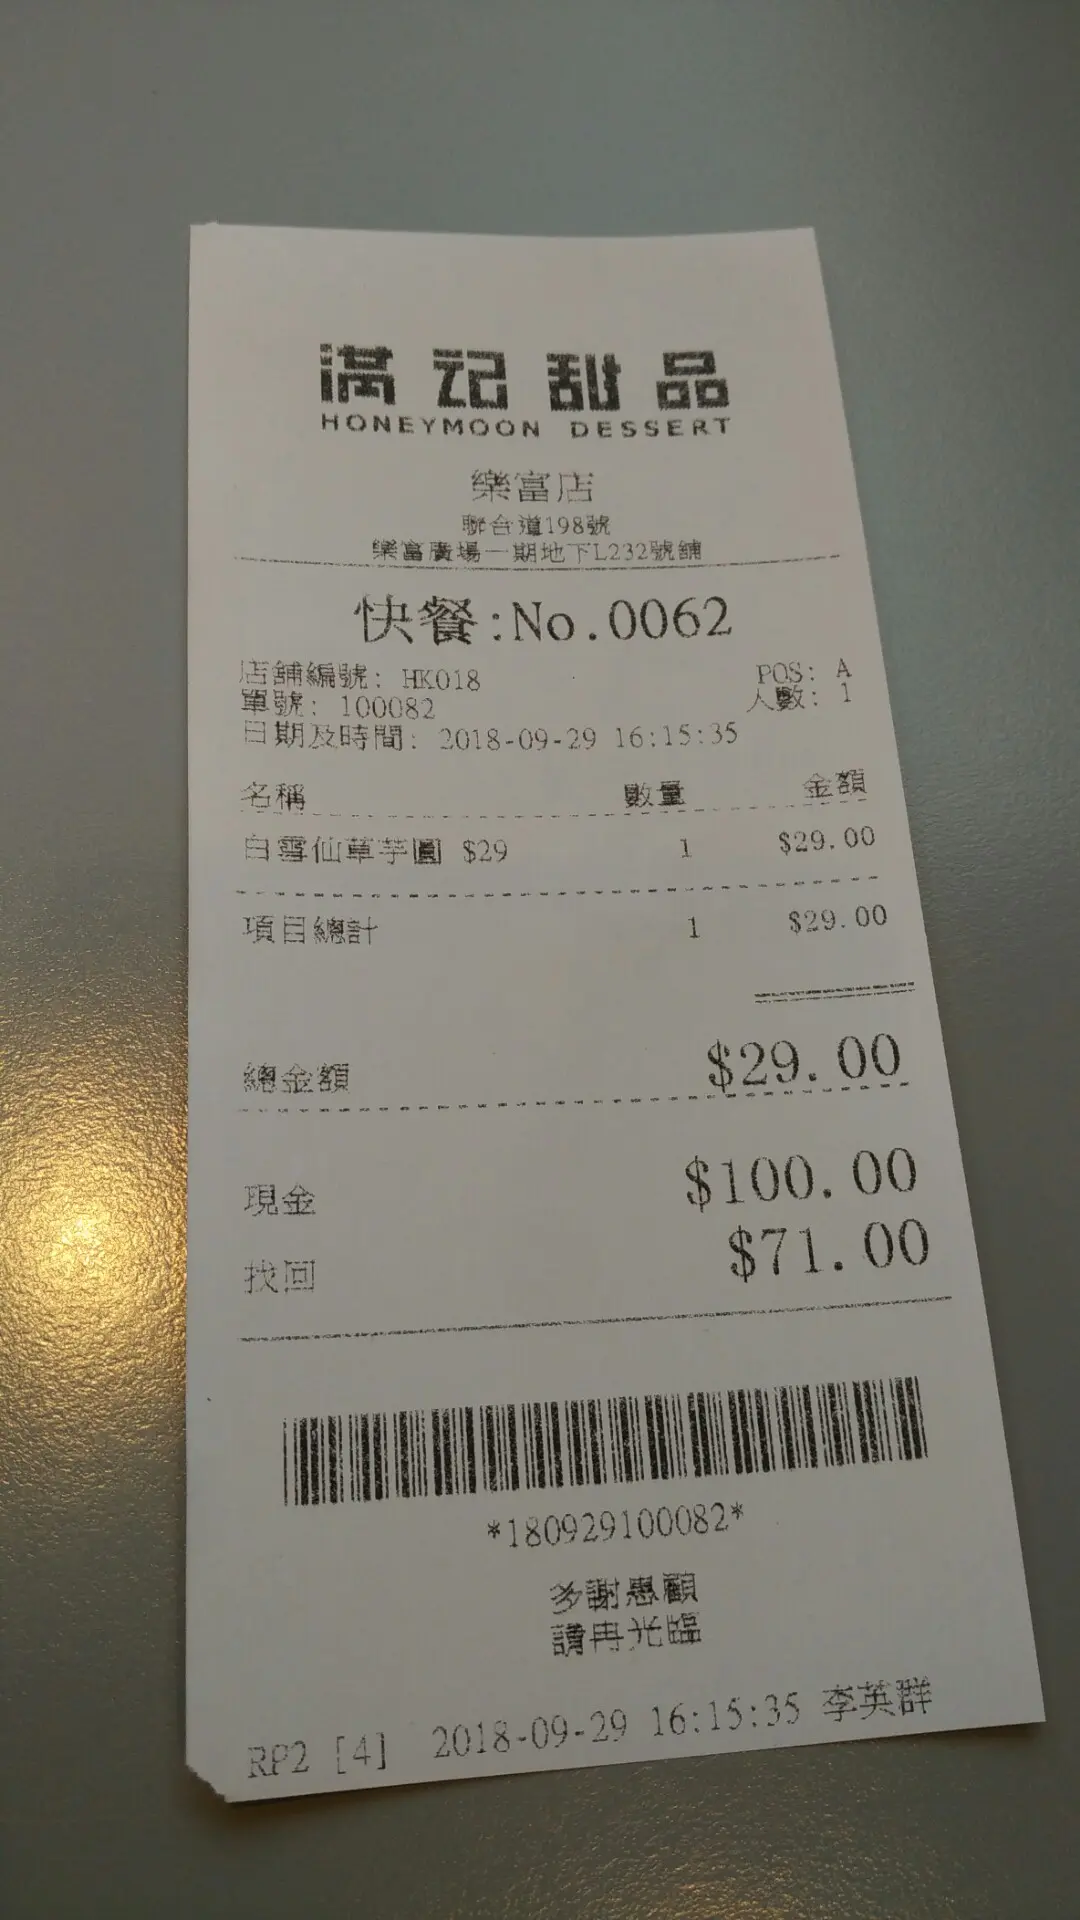 满记甜品
HONEYMOON DESSERT
樂富店
聯合道198號
樂富廣場一期地下L232號舖
快餐:No.0062
店舖編號: HK018 POS: A
單號: 100082 人數: 1
日期及時間: 2018-09-29 16:15:35
名稱 數量 金額
白雪仙草芋圓 $29 1 $29.00
項目總計 1 $29.00
總金額 $29.00
現金 $100.00
找回 $71.00
*180929100082*
多謝惠顧
請再光臨
RP2 [4] 2018-09-29 16:15:35 李英群